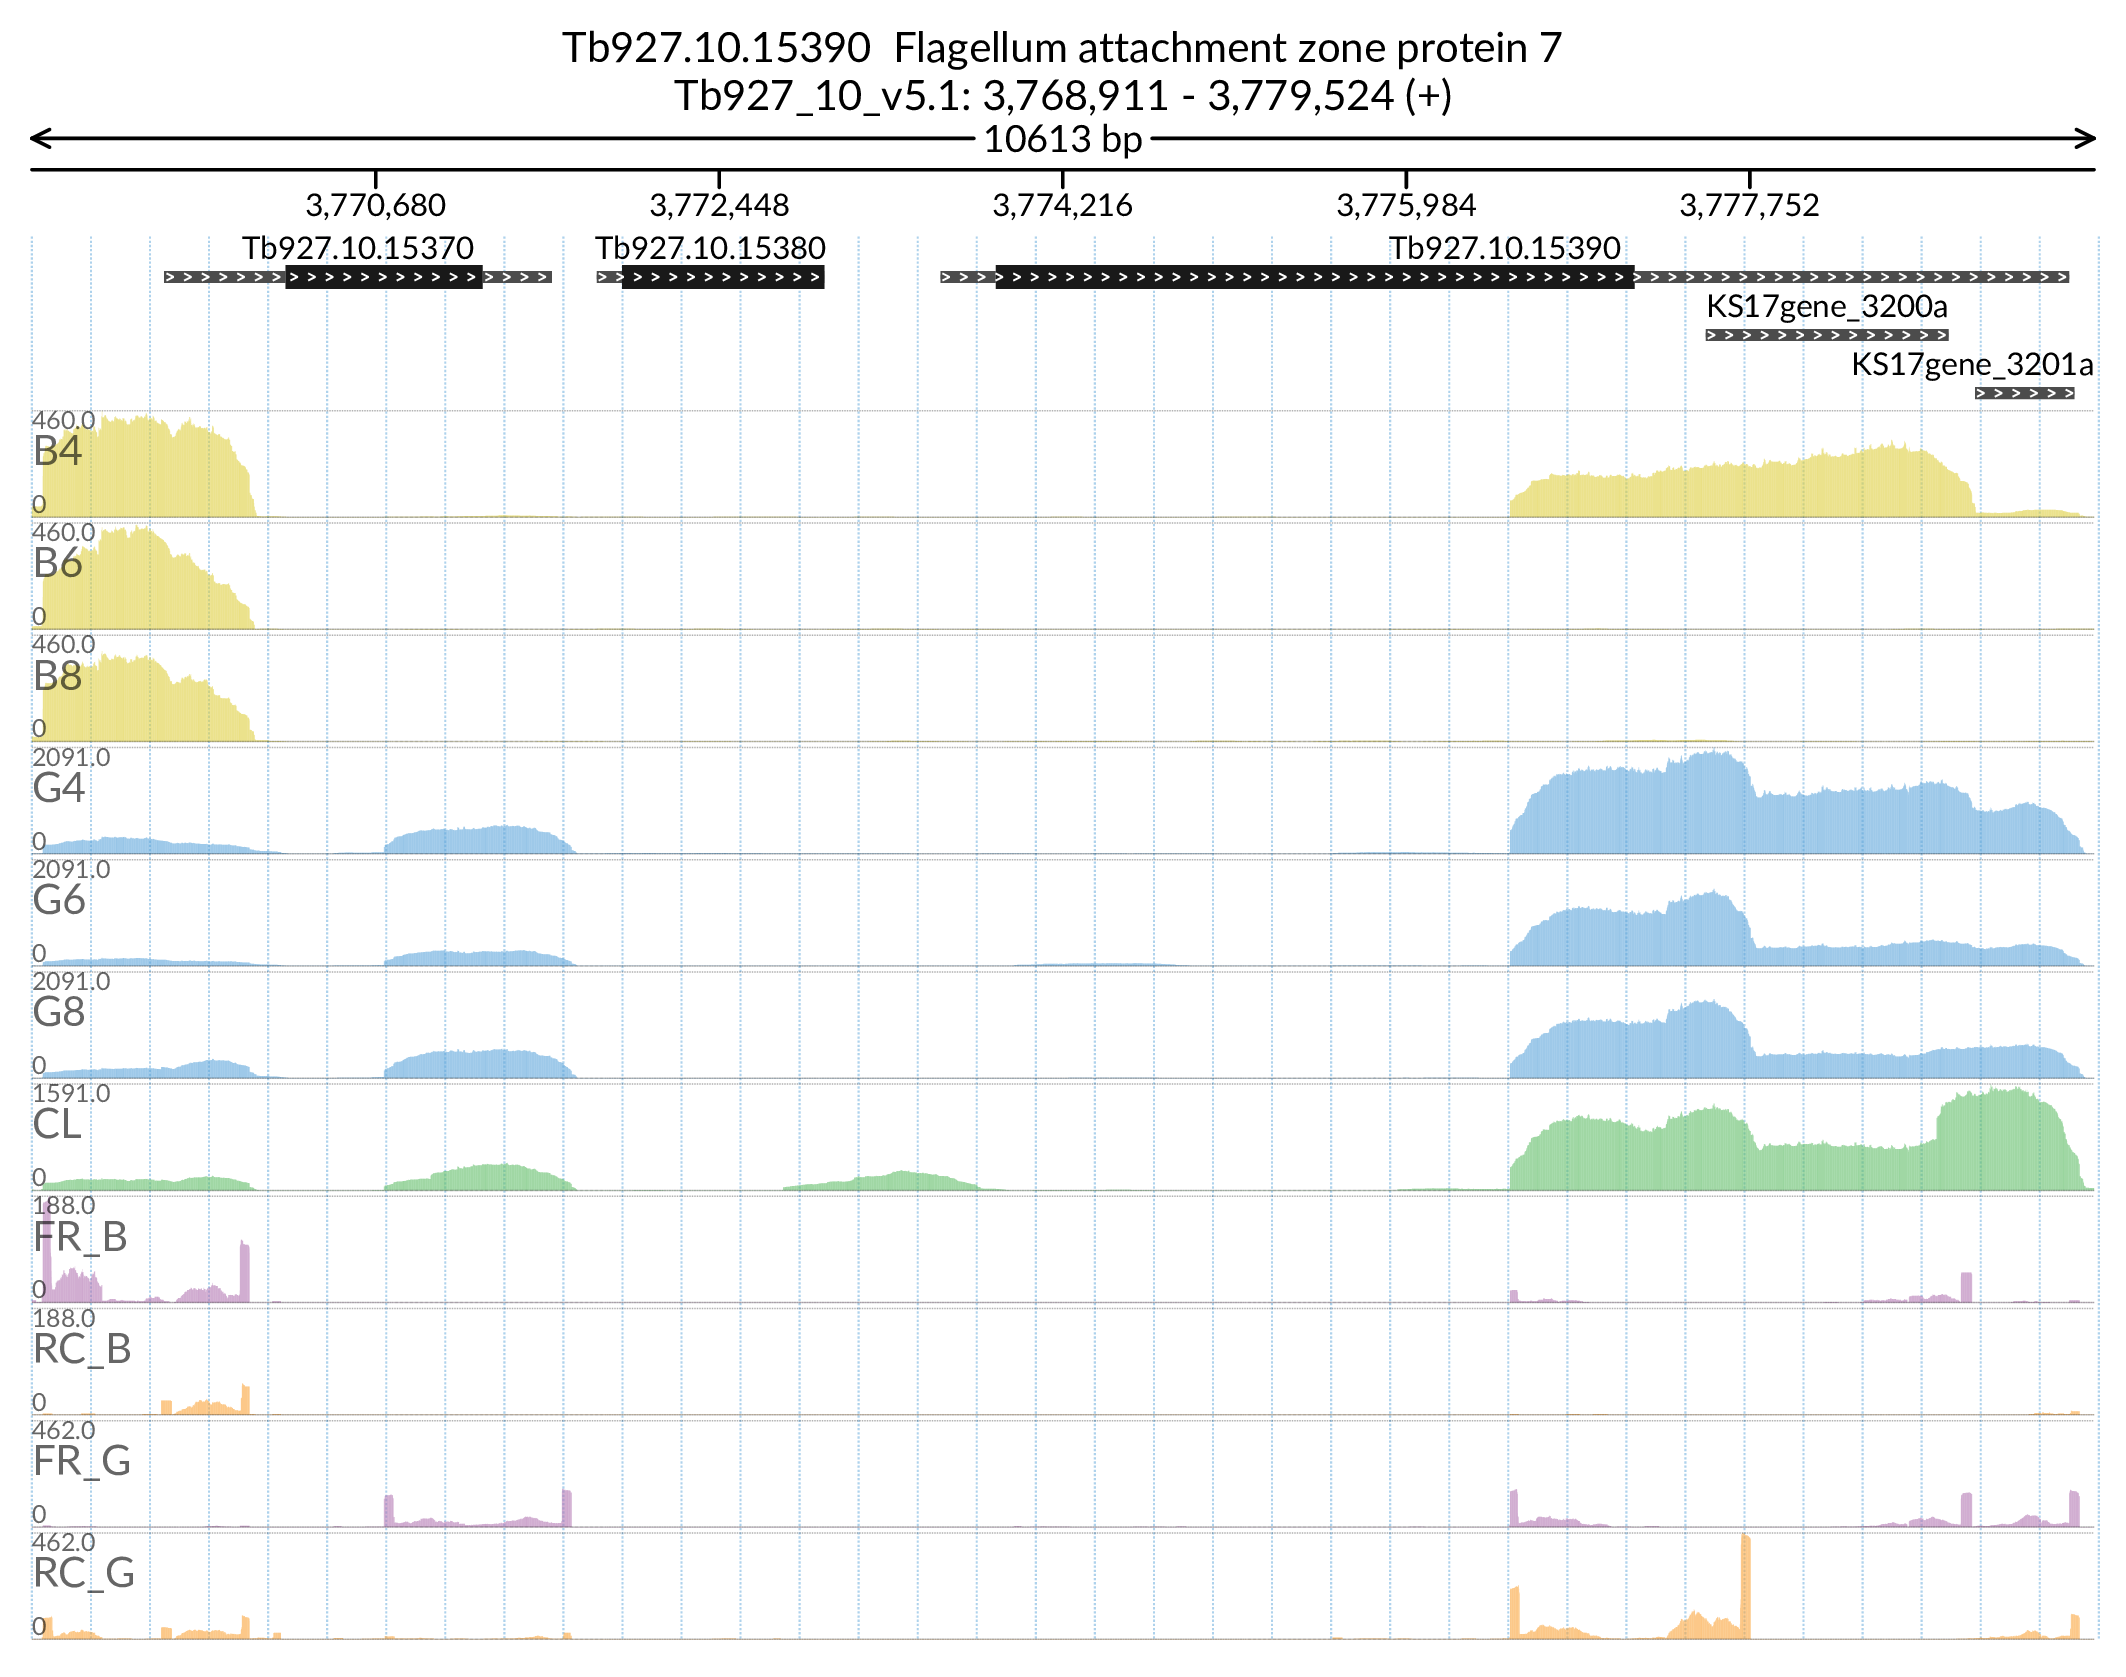 Tb927.10.15390 Flagellum attachment zone protein 7
Tb927_10_v5.1: 3,768,911 - 3,779,524 (+)
10613 bp
3,770,680 3,772,448 3,774,216 3,775,984 3,777,752
Tb927.10.15370 Tb927.10.15380 Tb927.10.15390
KS17gene_3200a
KS17gene_3201a
460.0
B4
0
460.0
B6
0
460.0
B8
0
2091.0
G4
0
2091.0
G6
0
2091.0
G8
0
1591.0
CL
0
188.0
FR_B
0
188.0
RC_B
0
462.0
FR_G
0
462.0
RC_G
0